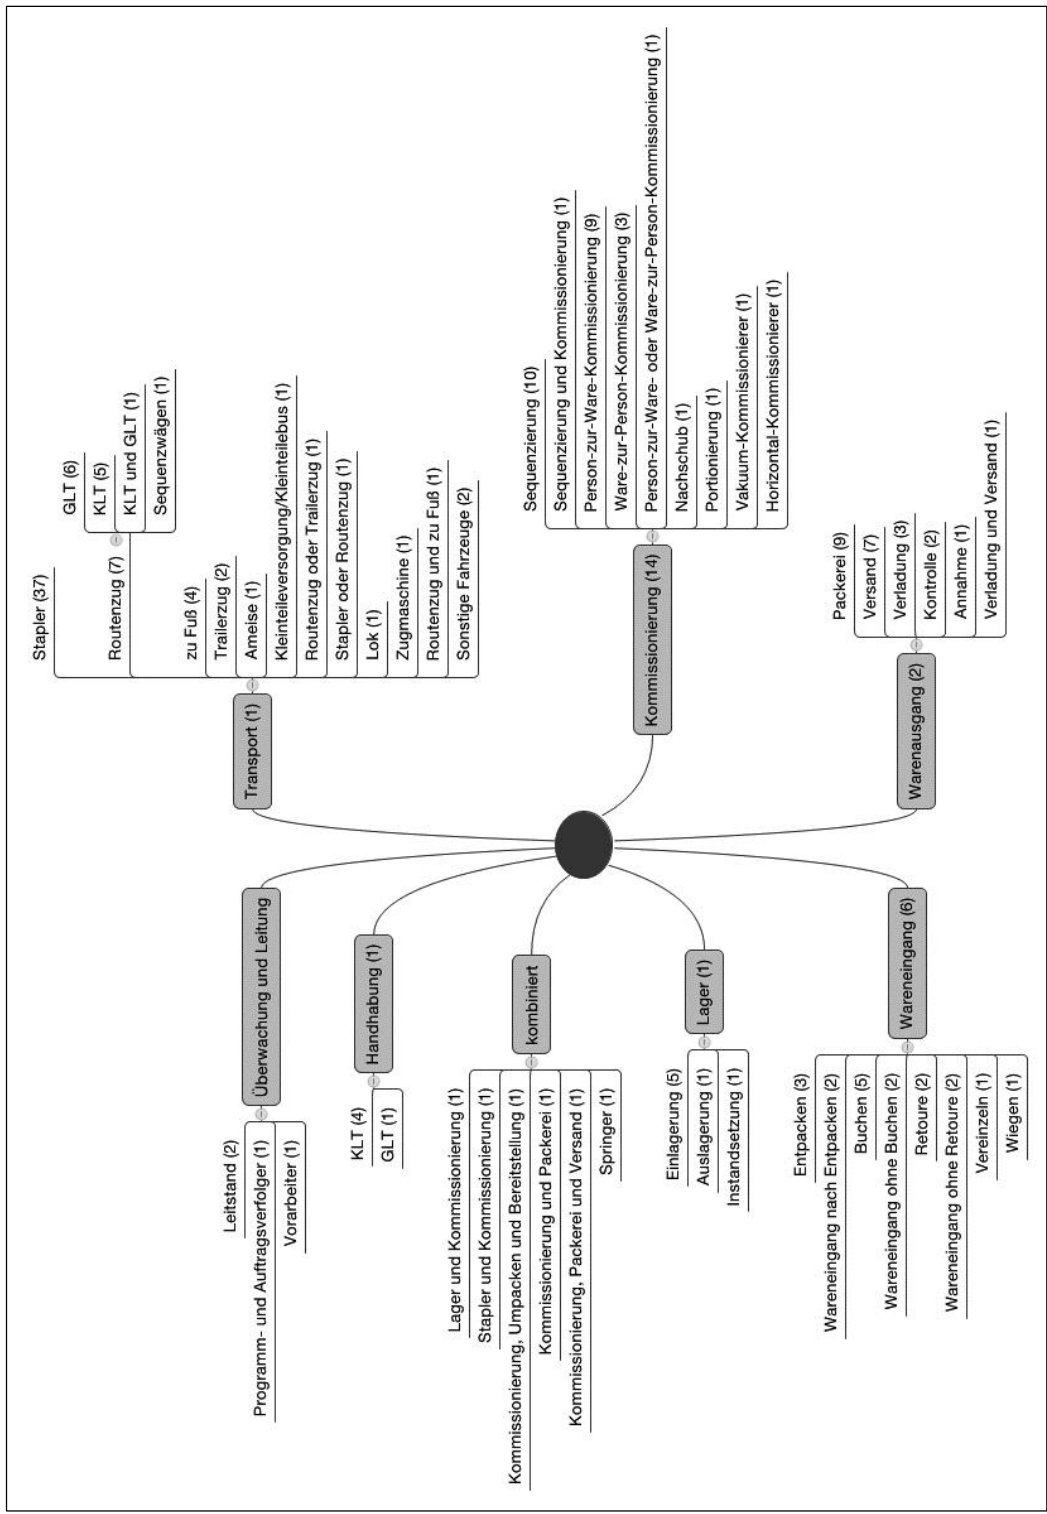 Überwachung und Leitung
Leitstand (2)
Programm- und Auftragsverfolger (1)
Vorarbeiter (1)
Handhabung (1)
KLT (4)
GLT (1)
kombiniert
Lager und Kommissionierung (1)
Stapler und Kommissionierung (1)
Kommissionierung, Umpacken und Bereitstellung (1)
Kommissionierung und Packerei (1)
Kommissionierung, Packerei und Versand (1)
Springer (1)
Lager (1)
Einlagerung (5)
Auslagerung (1)
Instandsetzung (1)
Wareneingang (6)
Entpacken (3)
Wareneingang nach Entpacken (2)
Buchen (5)
Wareneingang ohne Buchen (2)
Retoure (2)
Wareneingang ohne Retoure (2)
Vereinzeln (1)
Wiegen (1)
Transport (1)
Stapler (37)
Routenzug (7)
GLT (6)
KLT (5)
KLT und GLT (1)
Sequenzwägen (1)
zu Fuß (4)
Trailerzug (2)
Ameise (1)
Kleinteileversorgung/Kleinteilebus (1)
Routenzug oder Trailerzug (1)
Stapler oder Routenzug (1)
Lok (1)
Zugmaschine (1)
Routenzug und zu Fuß (1)
Sonstige Fahrzeuge (2)
Kommissionierung (14)
Sequenzierung (10)
Sequenzierung und Kommissionierung (1)
Person-zur-Ware-Kommissionierung (9)
Ware-zur-Person-Kommissionierung (3)
Person-zur-Ware- oder Ware-zur-Person-Kommissionierung (1)
Nachschub (1)
Portionierung (1)
Vakuum-Kommissionierer (1)
Horizontal-Kommissionierer (1)
Warenausgang (2)
Packerei (9)
Versand (7)
Verladung (3)
Kontrolle (2)
Annahme (1)
Verladung und Versand (1)